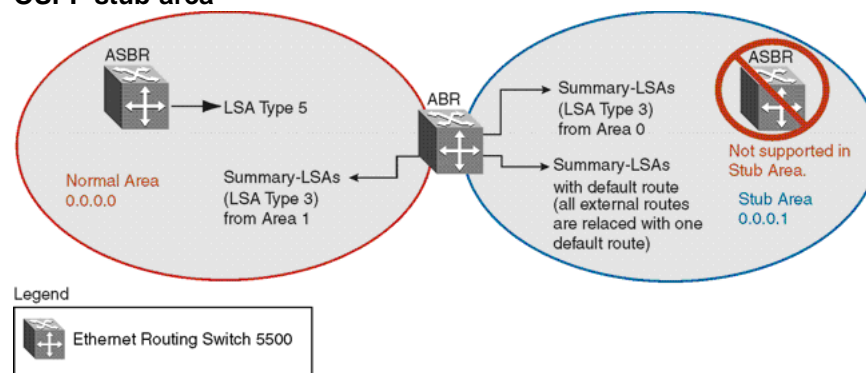 OSPF stub area
ASBR
LSA Type 5
Normal Area
0.0.0.0
Summary-LSAs
(LSA Type 3)
from Area 1
ABR
Summary-LSAs
(LSA Type 3)
from Area 0
Summary-LSAs
with default route
(all external routes
are relaced with one
default route)
ASBR
Not supported in
Stub Area.
Stub Area
0.0.0.1
Legend
Ethernet Routing Switch 5500